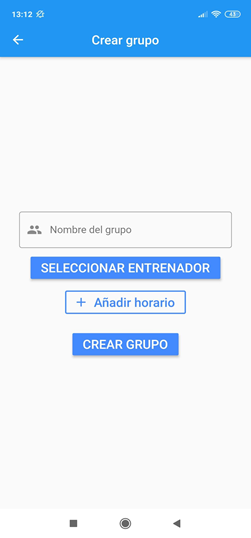 13:12
Crear grupo
Nombre del grupo
SELECCIONAR ENTRENADOR
+ Añadir horario
CREAR GRUPO